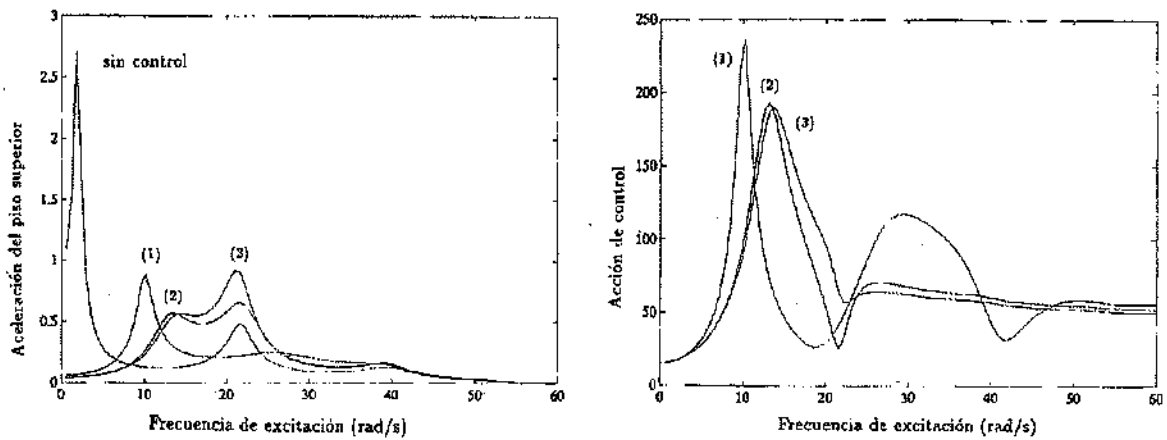 3
2.5
2
1.5
1
0.5
0
sin control
(1)
(2)
(3)
Aceleración del piso superior
0 10 20 30 40 50 60
Frecuencia de excitación (rad/s)
250
200
150
100
50
0
(1)
(2)
(3)
Acción de control
0 10 20 30 40 50 60
Frecuencia de excitación (rad/s)